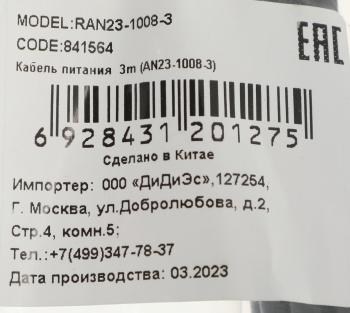 MODEL:RAN23-1008-3
CODE:841564
EAC
Кабель питания 3m (AN23-1008-3)
6 928431 201275
Сделано в Китае
Импортер: ООО «ДиДиЭс»,127254,
Г. Москва, ул.Добролюбова, д.2,
Стр.4, комн.5;
Тел.:+7(499)347-78-37
Дата производства: 03.2023